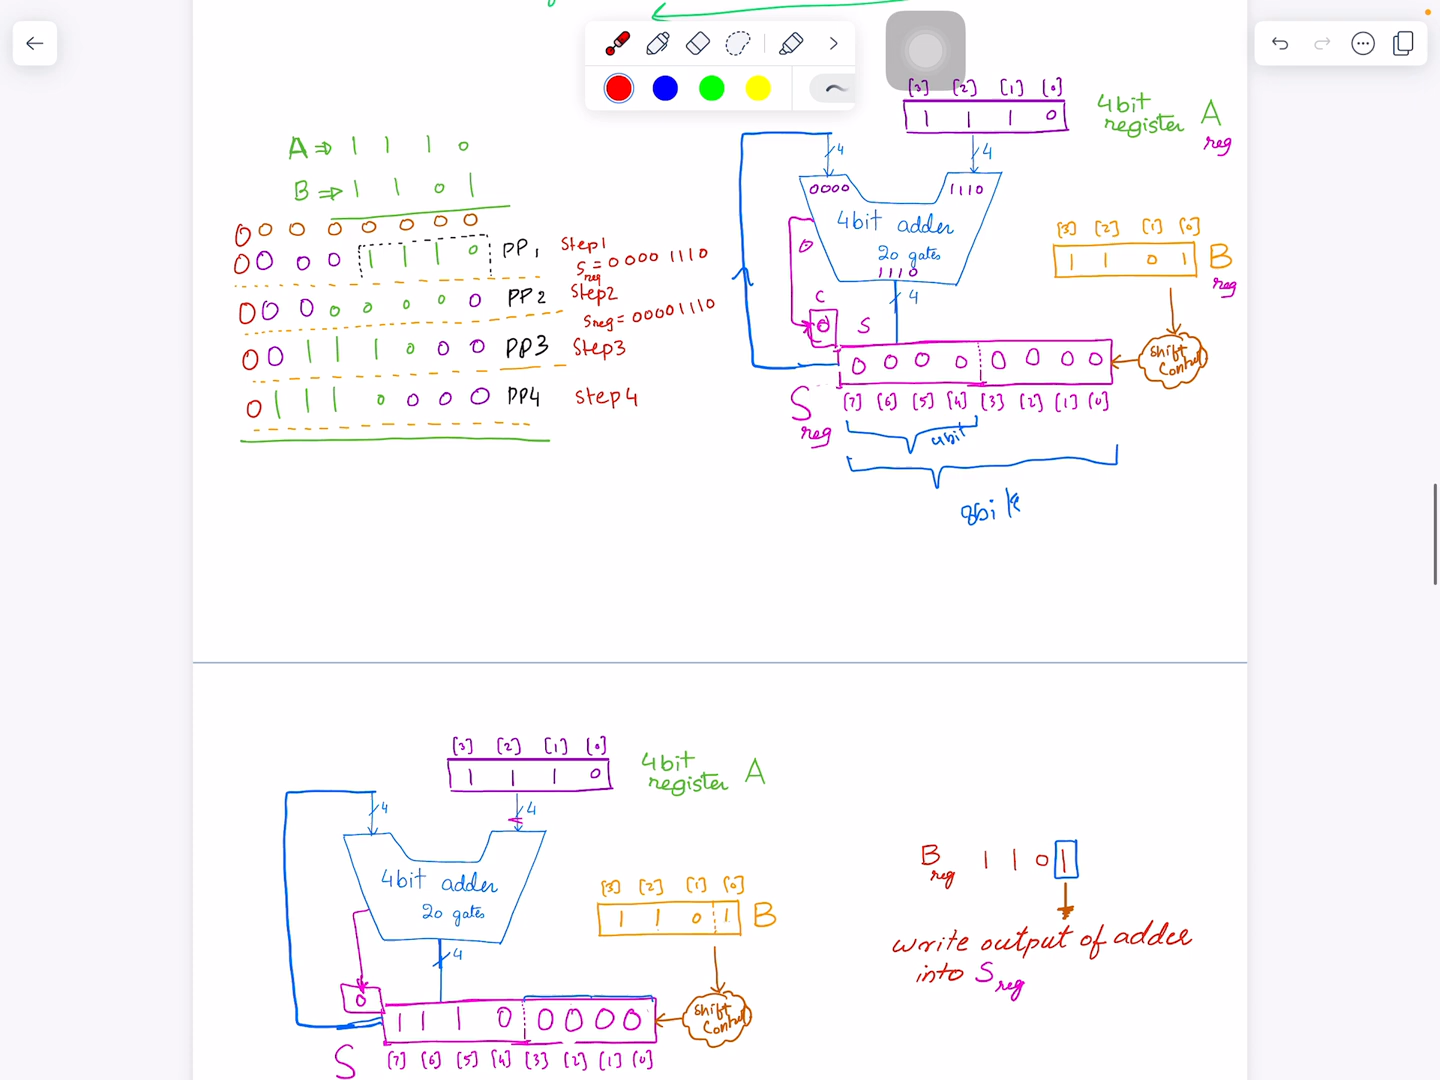 [3] [2] [1] [0]
1 1 1 0
4bit register A reg
A ⇒ 1 1 1 0
B ⇒ 1 1 0 1
0 0 0 0 0 0 0 0
0 0 0 0 1 1 1 0 PP1 Step1
Sreg = 0000 1110
0 0 0 0 0 0 0 0 PP2 Step2
Sreg = 00001110
0 0 1 1 1 0 0 0 PP3 Step3
0 1 1 1 0 0 0 0 PP4 Step4
4 4
0000 1110
4bit adder
20 gates
1110
4
0
C
0
S
[3] [2] [1] [0]
1 1 0 1 B reg
Shift Control
0 0 0 0 0 0 0 0
S reg
[7] [6] [5] [4] [3] [2] [1] [0]
4bit
8bit
[3] [2] [1] [0]
1 1 1 0
4bit register A
4 4
4bit adder
20 gates
4
[3] [2] [1] [0]
1 1 0 1 B
Shift Control
0
1 1 1 0 0 0 0 0
S [7] [6] [5] [4] [3] [2] [1] [0]
B reg 1 1 0 1
write output of adder
into Sreg